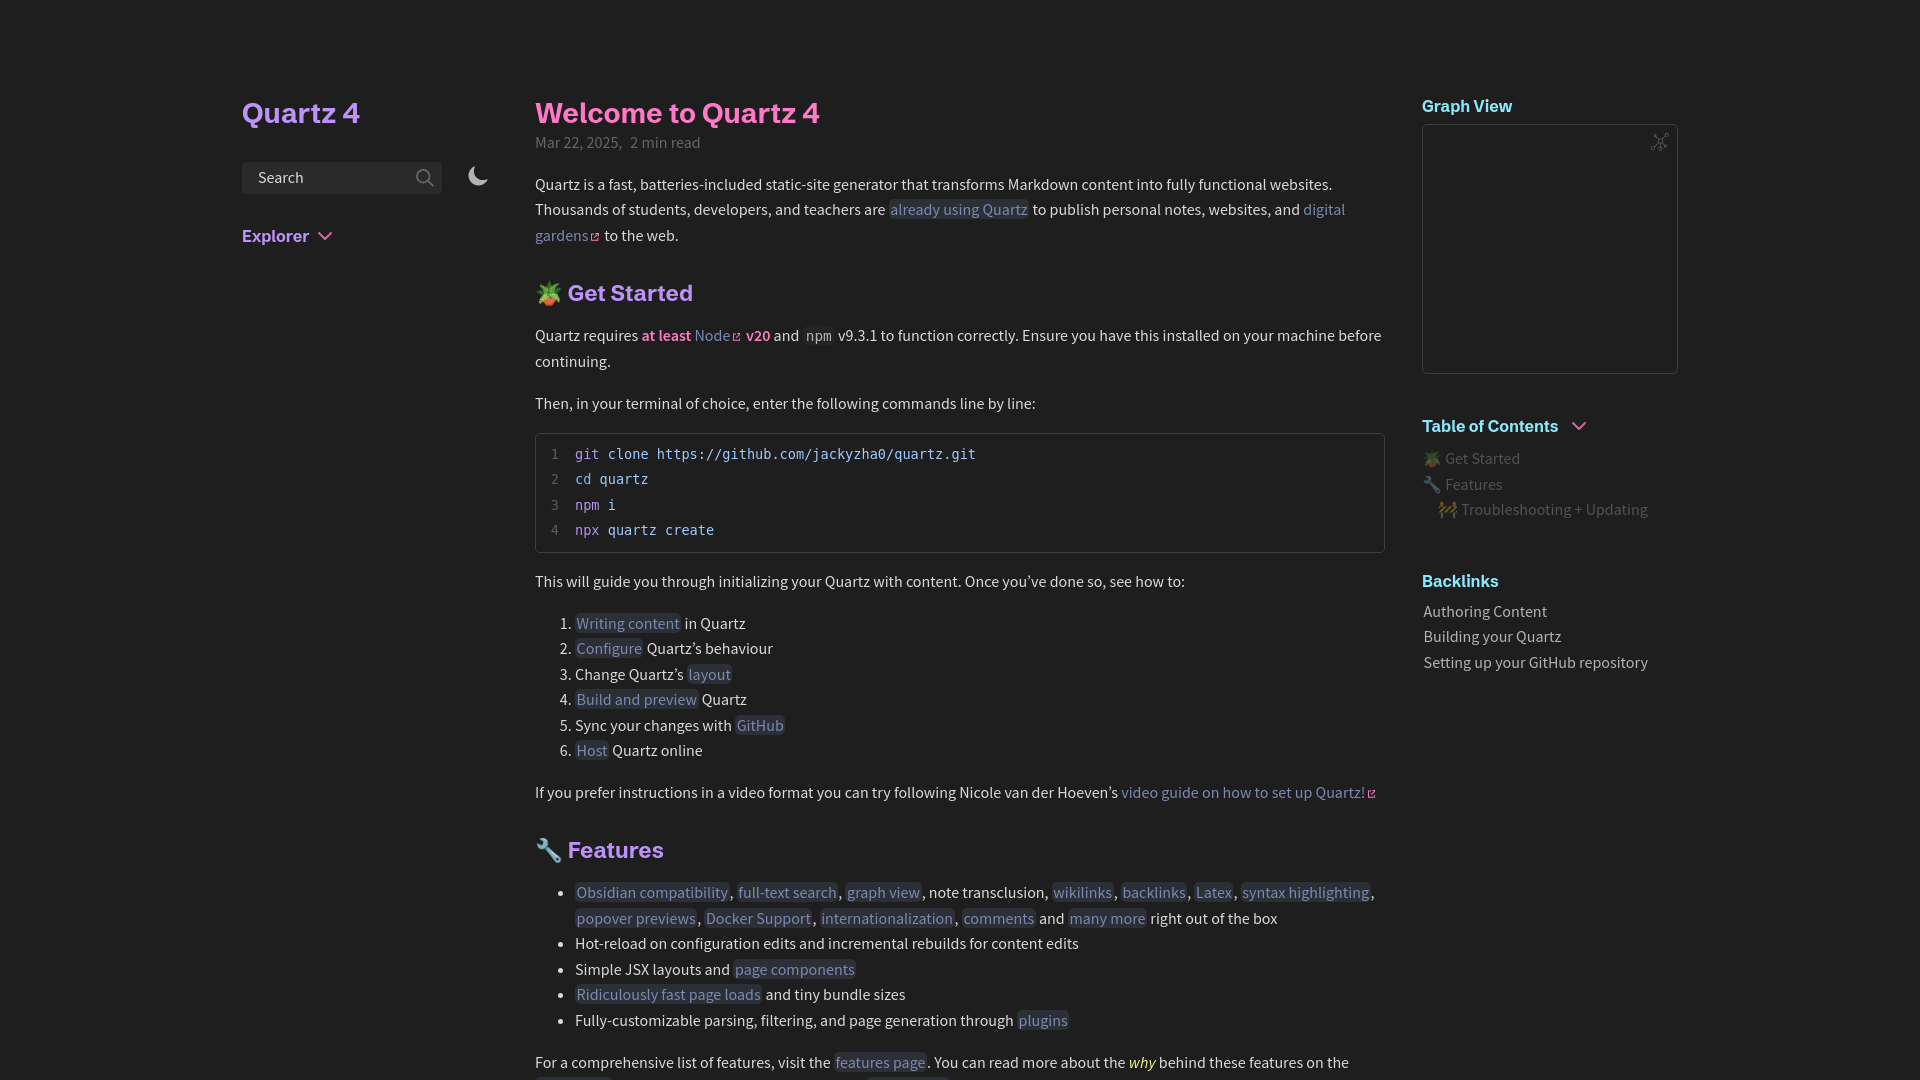 Quartz 4
Search
Explorer
Welcome to Quartz 4
Mar 22, 2025, 2 min read
Quartz is a fast, batteries-included static-site generator that transforms Markdown content into fully functional websites.
Thousands of students, developers, and teachers are already using Quartz to publish personal notes, websites, and digital
gardens to the web.
🪴 Get Started
Quartz requires at least Node v20 and npm v9.3.1 to function correctly. Ensure you have this installed on your machine before
continuing.
Then, in your terminal of choice, enter the following commands line by line:
1 git clone https://github.com/jackyzha0/quartz.git
2 cd quartz
3 npm i
4 npx quartz create
This will guide you through initializing your Quartz with content. Once you’ve done so, see how to:
1. Writing content in Quartz
2. Configure Quartz’s behaviour
3. Change Quartz’s layout
4. Build and preview Quartz
5. Sync your changes with GitHub
6. Host Quartz online
If you prefer instructions in a video format you can try following Nicole van der Hoeven’s video guide on how to set up Quartz!
🔧 Features
• Obsidian compatibility, full-text search, graph view, note transclusion, wikilinks, backlinks, Latex, syntax highlighting,
popover previews, Docker Support, internationalization, comments and many more right out of the box
• Hot-reload on configuration edits and incremental rebuilds for content edits
• Simple JSX layouts and page components
• Ridiculously fast page loads and tiny bundle sizes
• Fully-customizable parsing, filtering, and page generation through plugins
For a comprehensive list of features, visit the features page. You can read more about the why behind these features on the
Graph View
Table of Contents
🪴 Get Started
🔧 Features
🚧 Troubleshooting + Updating
Backlinks
Authoring Content
Building your Quartz
Setting up your GitHub repository